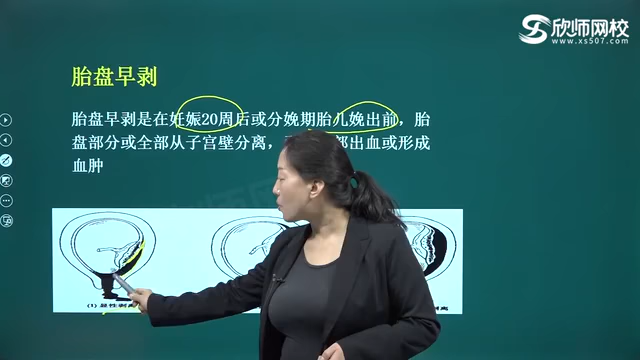 欣师网校
www.xs507.com
胎盘早剥
胎盘早剥是在妊娠20周后或分娩期胎儿娩出前，胎
盘部分或全部从子宫壁分离，
部出血或形成
血肿
(1) 显性剥离
剥离